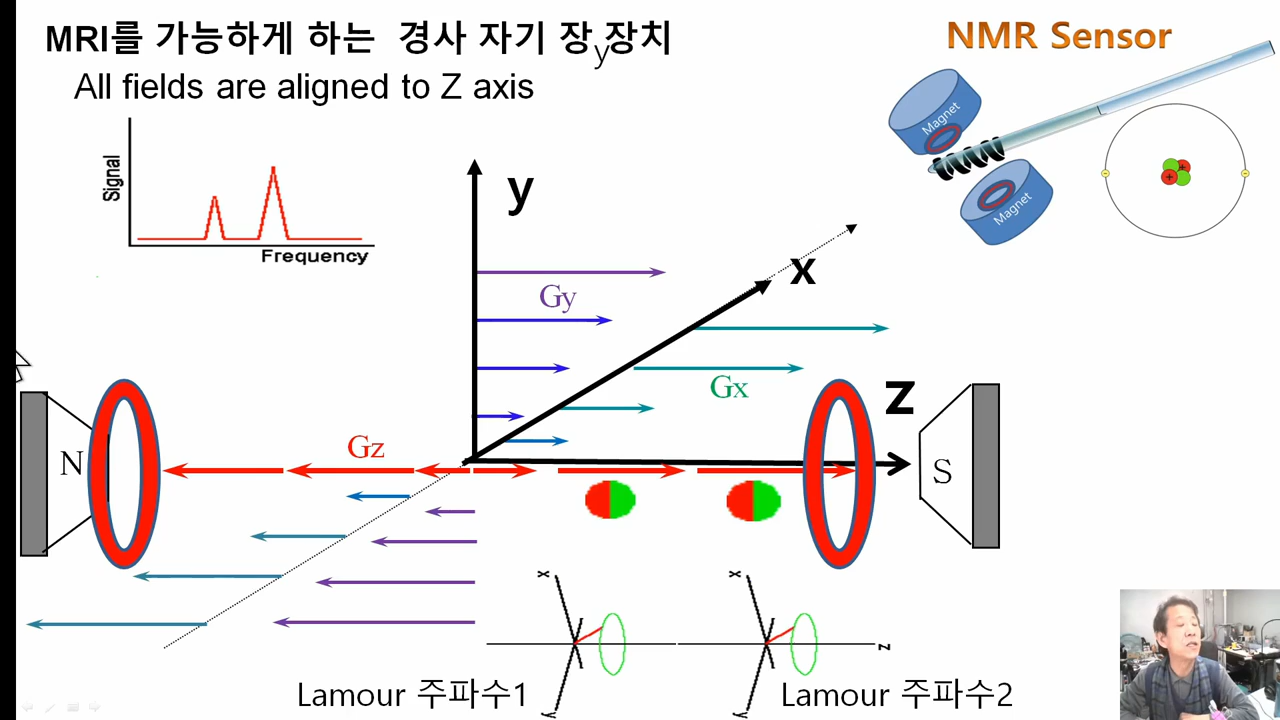 MRI를 가능하게 하는 경사 자기 장 장치
y
All fields are aligned to Z axis
NMR Sensor
Magnet
Magnet
Signal
Frequency
y
x
Gy
Gx
Z
Gz
N
S
x
y
x
y
z
Lamour 주파수1
Lamour 주파수2